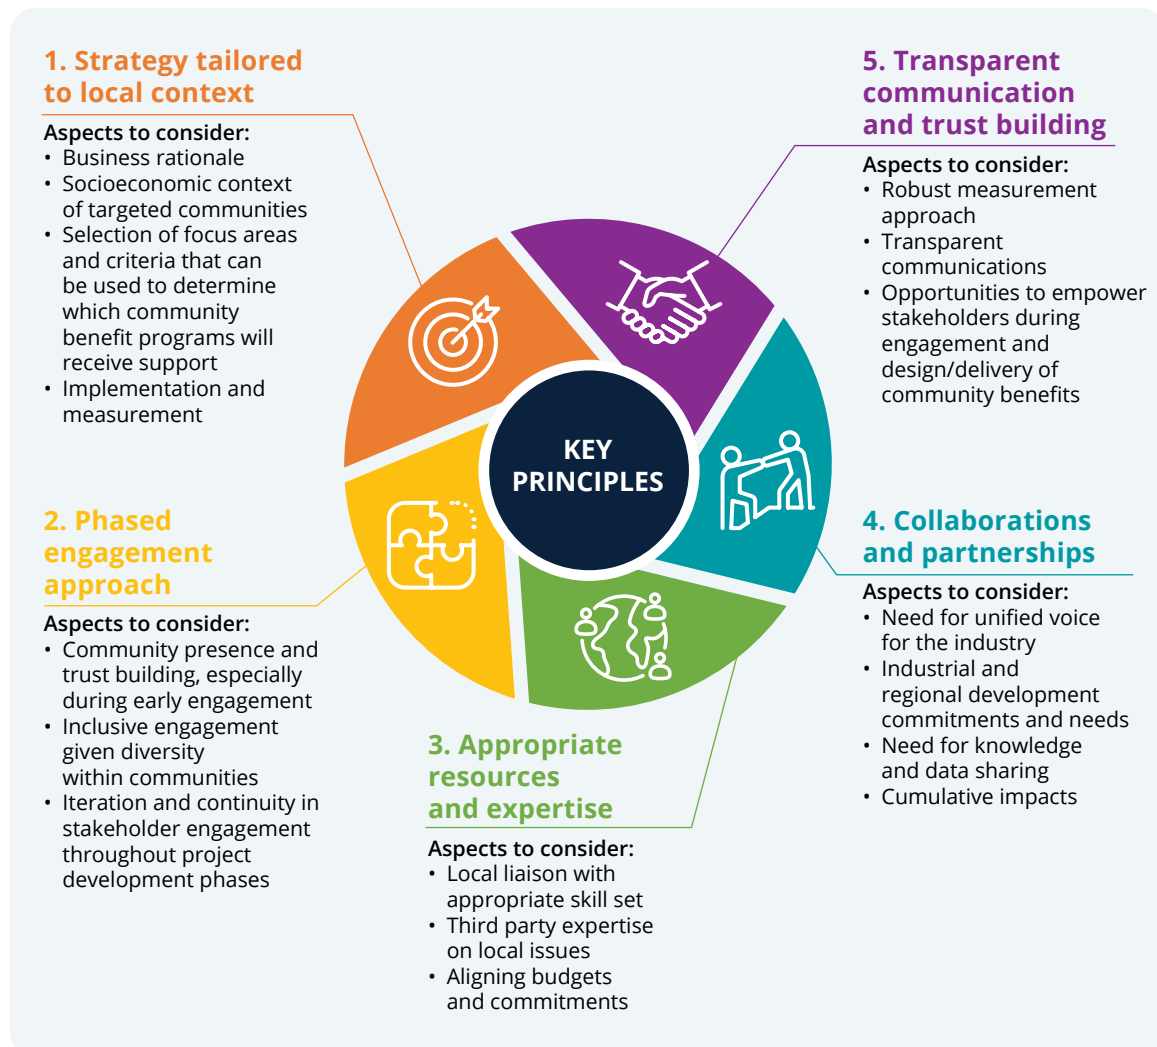 1. Strategy tailored
to local context
Aspects to consider:
• Business rationale
• Socioeconomic context
of targeted communities
• Selection of focus areas
and criteria that can
be used to determine
which community
benefit programs will
receive support
• Implementation and
measurement
2. Phased
engagement
approach
Aspects to consider:
• Community presence and
trust building, especially
during early engagement
• Inclusive engagement
given diversity
within communities
• Iteration and continuity in
stakeholder engagement
throughout project
development phases
KEY
PRINCIPLES
3. Appropriate
resources
and expertise
Aspects to consider:
• Local liaison with
appropriate skill set
• Third party expertise
on local issues
• Aligning budgets
and commitments
4. Collaborations
and partnerships
Aspects to consider:
• Need for unified voice
for the industry
• Industrial and
regional development
commitments and needs
• Need for knowledge
and data sharing
• Cumulative impacts
5. Transparent
communication
and trust building
Aspects to consider:
• Robust measurement
approach
• Transparent
communications
• Opportunities to empower
stakeholders during
engagement and
design/delivery of
community benefits